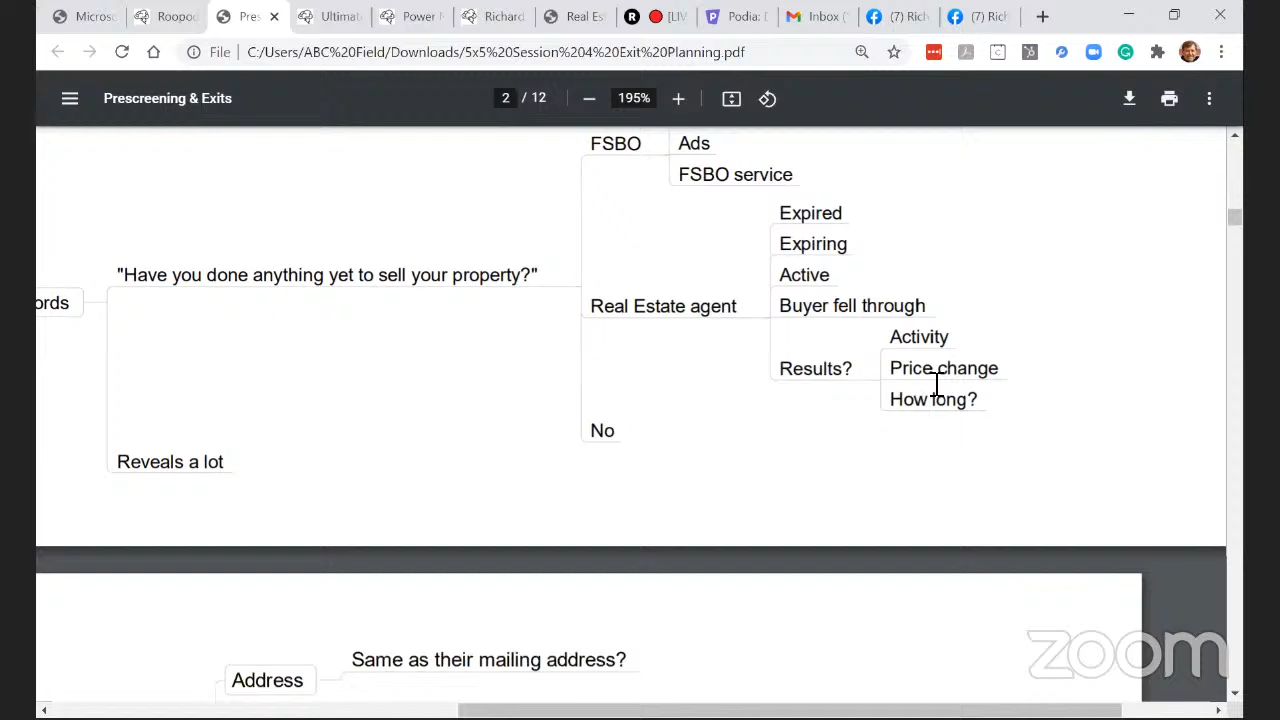 Microso
Roopod
Pres
Ultimat
Power N
Richard
Real Est
R
[LIV
Podia: D
Inbox (
(7) Rich
(7) Rich
File
C:/Users/ABC%20Field/Downloads/5x5%20Session%204%20Exit%20Planning.pdf
Prescreening & Exits
2 / 12
195%
FSBO
Ads
FSBO service
Expired
Expiring
"Have you done anything yet to sell your property?"
Active
ords
Real Estate agent
Buyer fell through
Activity
Results?
Price change
How long?
No
Reveals a lot
Same as their mailing address?
Address
zoom